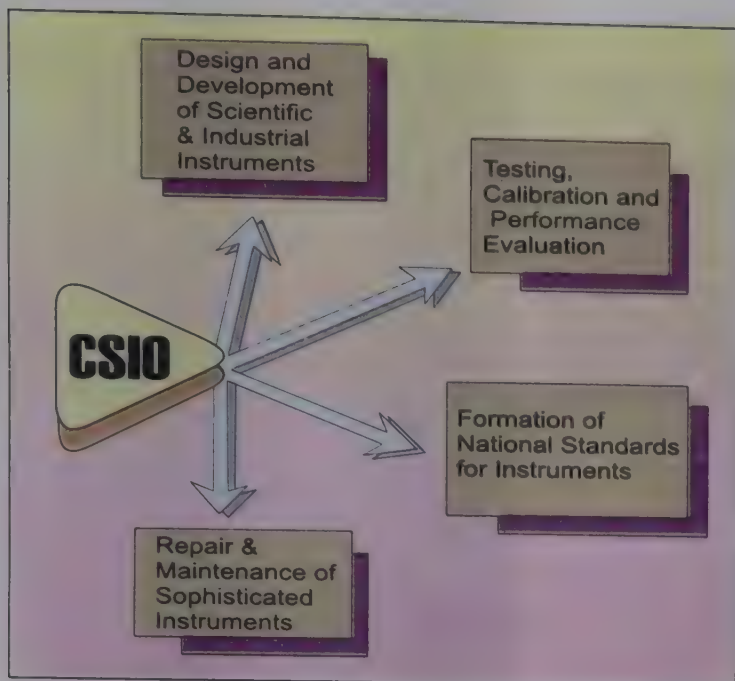 Design and
Development
of Scientific
& Industrial
Instruments
Testing,
Calibration and
Performance
Evaluation
CSIO
Formation of
National Standards
for Instruments
Repair &
Maintenance of
Sophisticated
Instruments